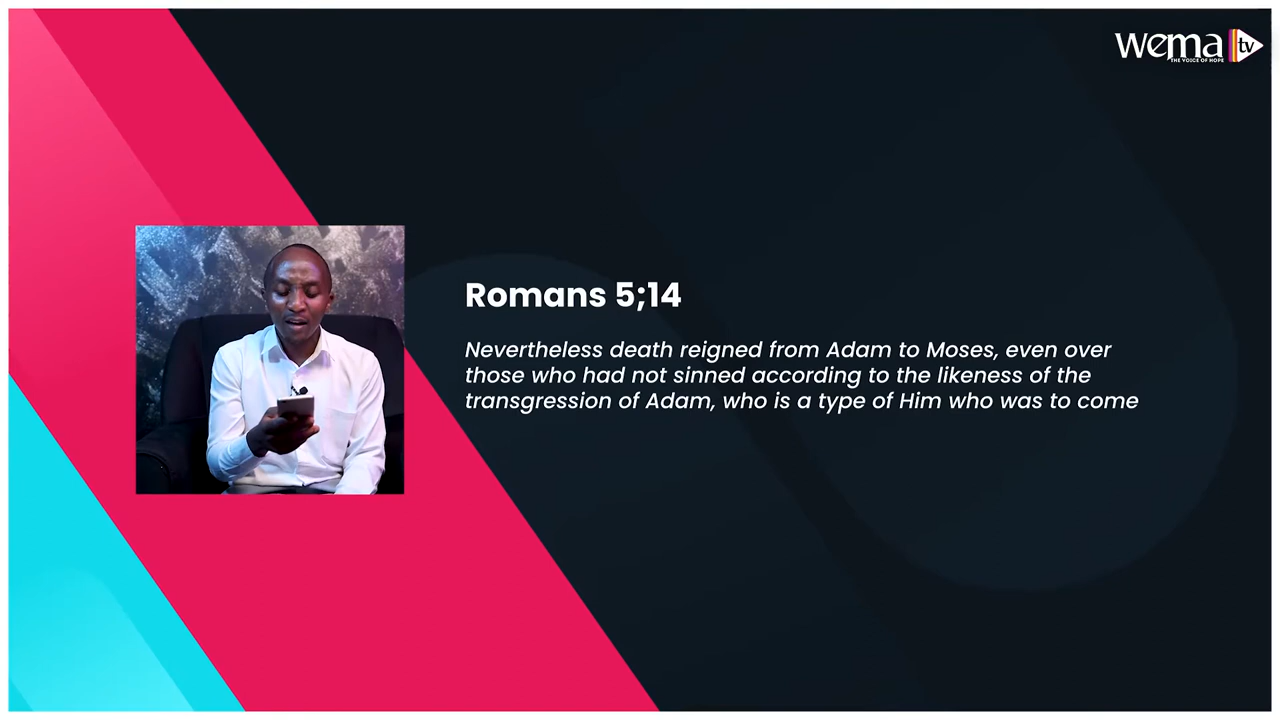 wema tv
THE VOICE OF HOPE
Romans 5;14
Nevertheless death reigned from Adam to Moses, even over
those who had not sinned according to the likeness of the
transgression of Adam, who is a type of Him who was to come